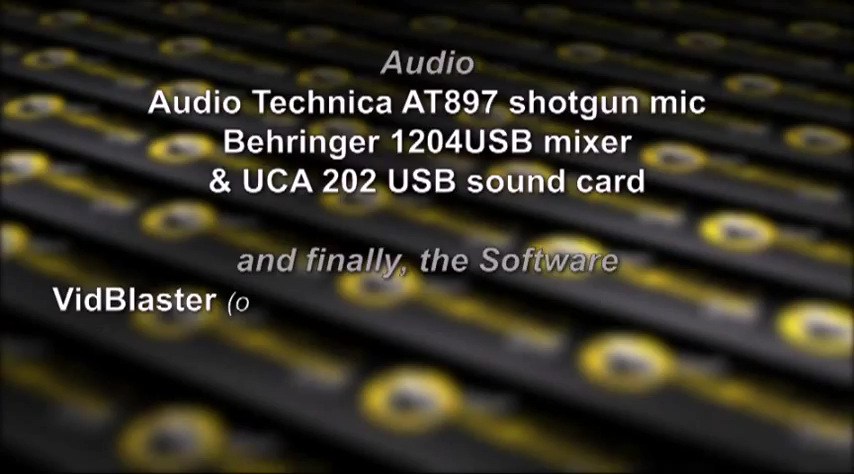 Audio
Audio Technica AT897 shotgun mic
Behringer 1204USB mixer
& UCA 202 USB sound card
and finally, the Software
VidBlaster (o